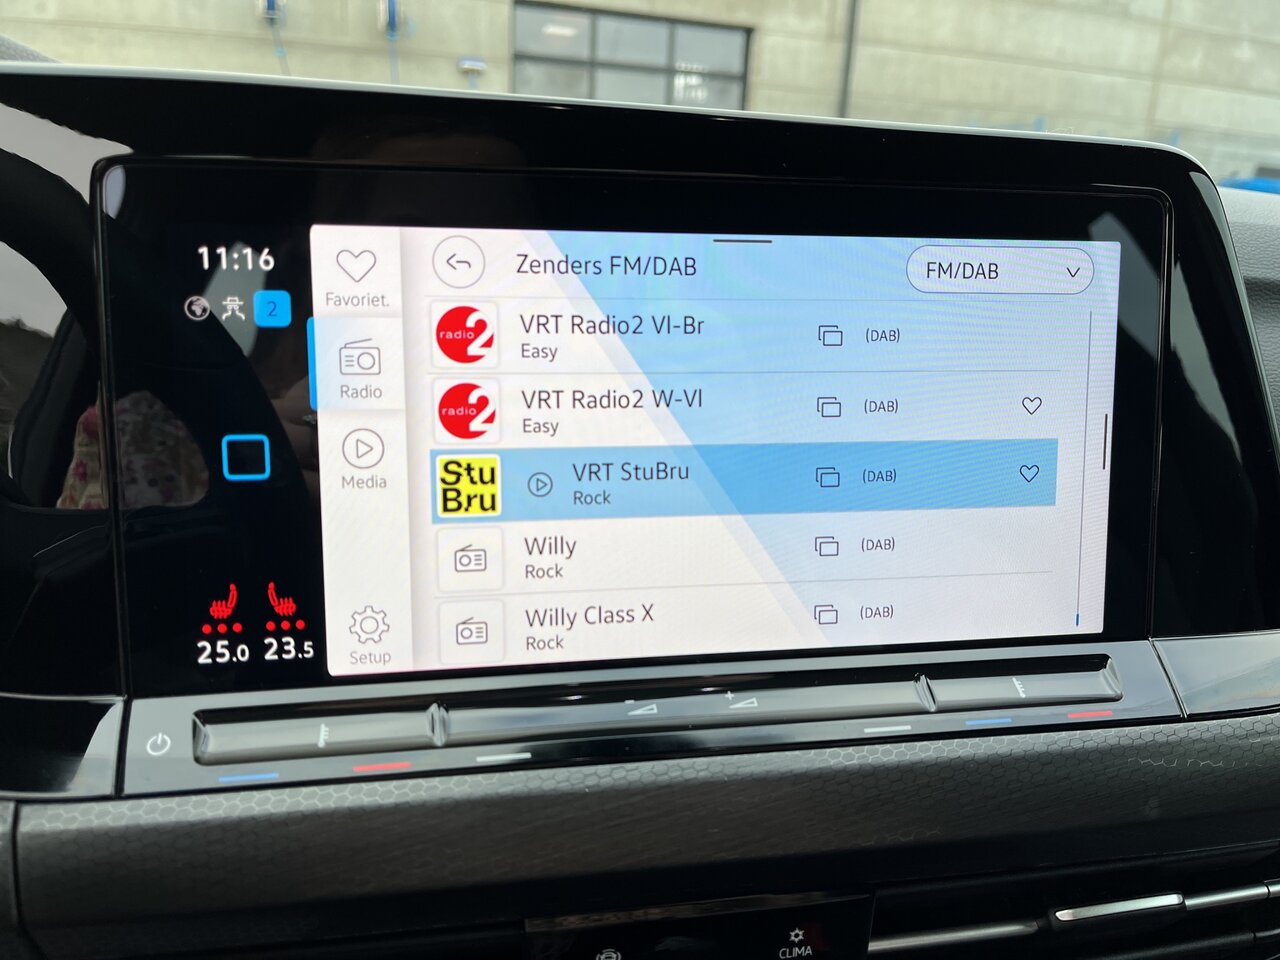 11:16
2
25.0 23.5
Favoriet.
Radio
Media
Setup
Zenders FM/DAB
FM/DAB
radio 2
VRT Radio2 Vl-Br
Easy
(DAB)
radio 2
VRT Radio2 W-Vl
Easy
(DAB)
Stu
Bru
VRT StuBru
Rock
(DAB)
Willy
Rock
(DAB)
Willy Class X
Rock
(DAB)
CLIMA